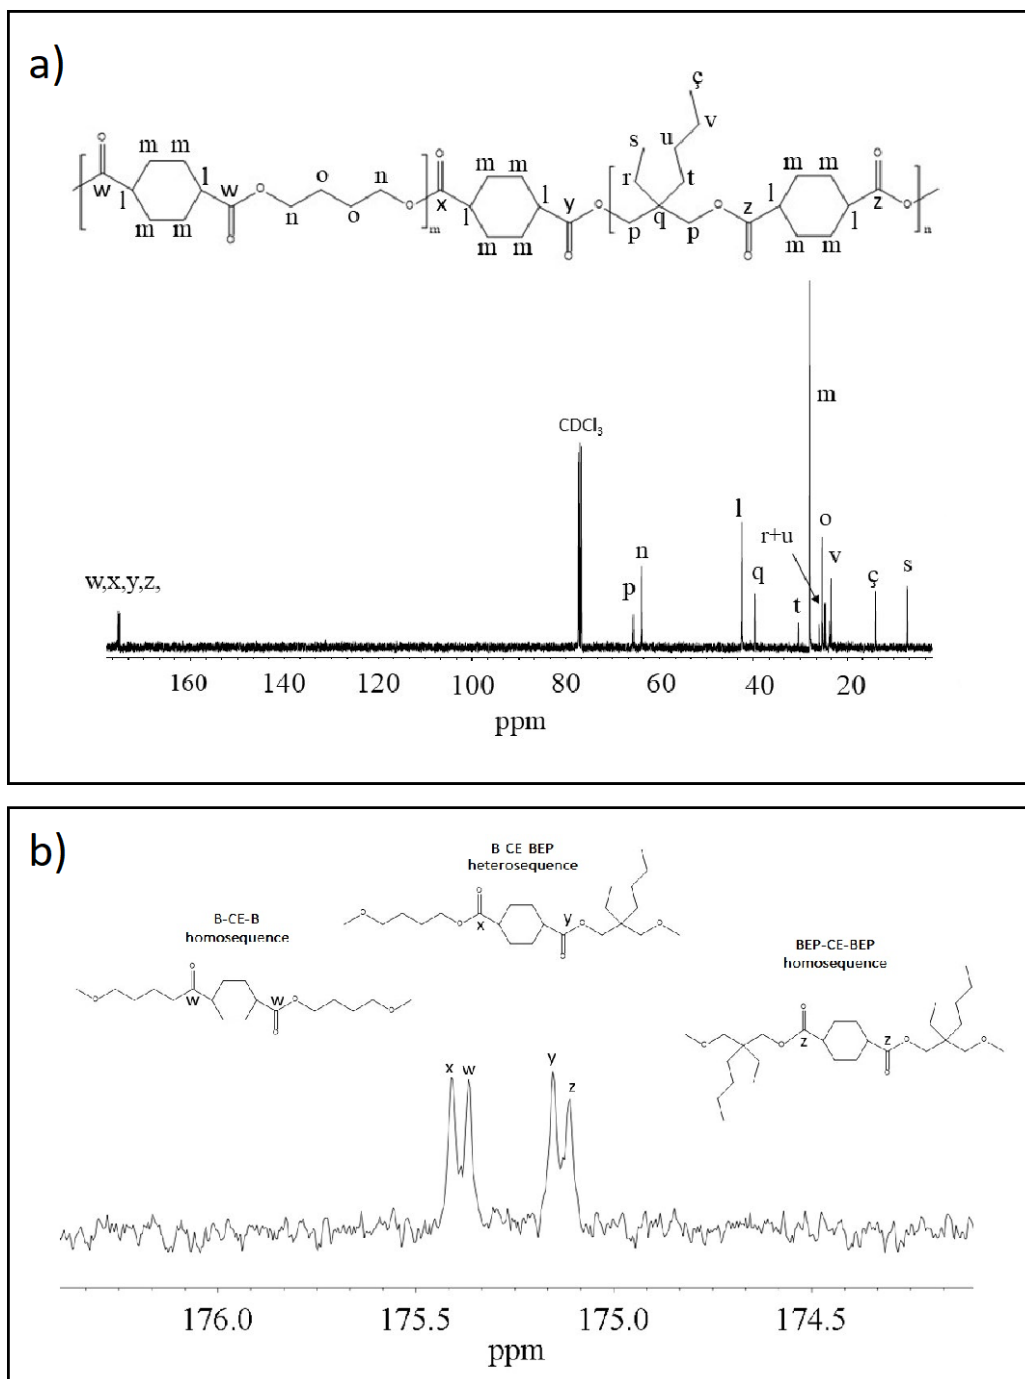 a)
ç
s
u
v
r
t
m m
o
n
m m
m m
w
l
l
w
o
n
o
m
x
l
l
y
q
p
p
z
l
l
z
n
m m
m m
m m
CDCl3
m
l
n
q
r+u
o
v
p
t
ç
s
w,x,y,z,
160 140 120 100 80 60 40 20
ppm
b)
B-CE-B
homosequence
B CE BEP
heterosequence
BEP-CE-BEP
homosequence
w w
x y
z z
x w y z
176.0 175.5 175.0 174.5
ppm